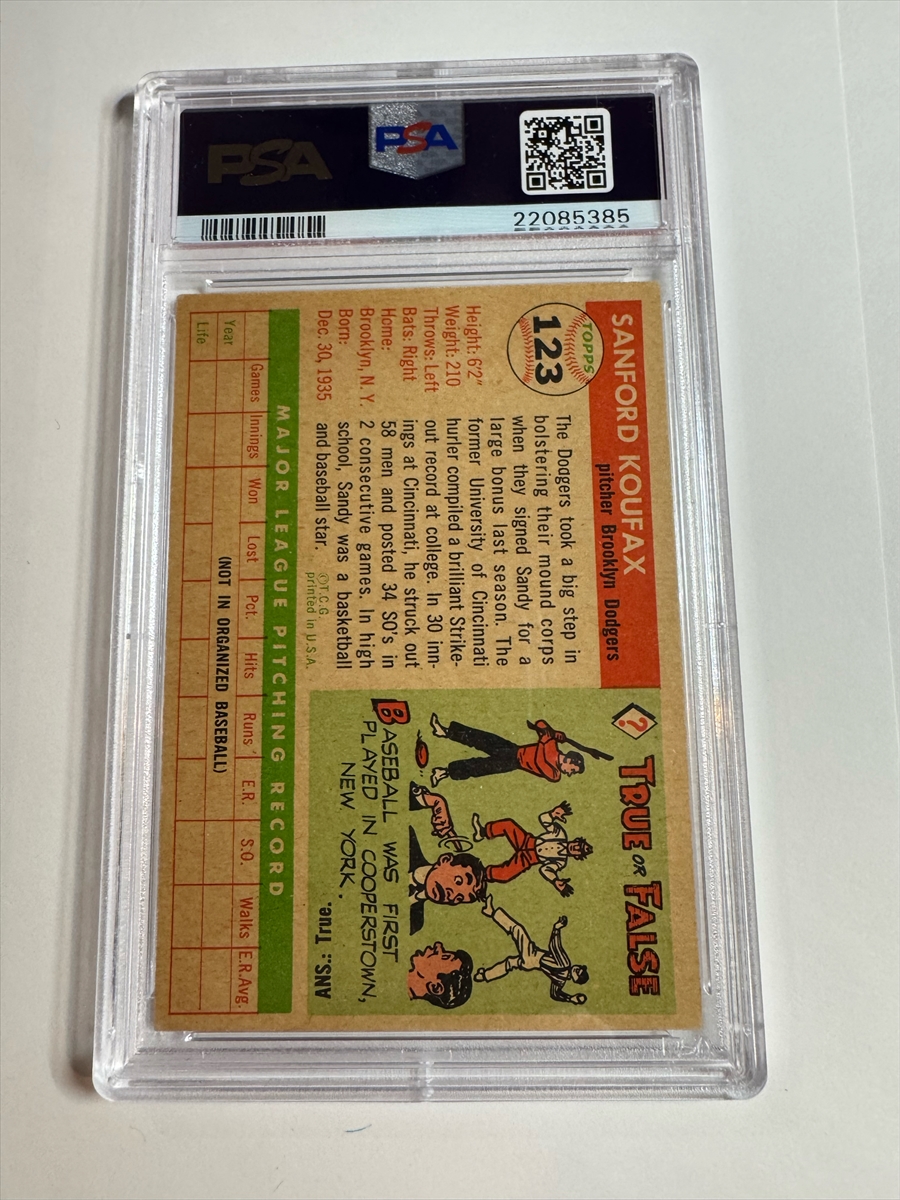 PSA
PSA
22085385
TOPPS
123
SANFORD KOUFAX
pitcher Brooklyn Dodgers
Height: 6'2"
Weight: 210
Throws: Left
Bats: Right
Home:
Brooklyn, N. Y.
Born:
Dec. 30, 1935
The Dodgers took a big step in
bolstering their mound corps
when they signed Sandy for a
large bonus last season. The
former University of Cincinnati
hurler compiled a brilliant Strike-
out record at college. In 30 inn-
ings at Cincinnati, he struck out
58 men and posted 34 SO's in
2 consecutive games. In high
school, Sandy was a basketball
and baseball star.
© T.C.G
printed in U.S.A.
?
TRUE OR FALSE
BASEBALL WAS FIRST
PLAYED IN COOPERSTOWN,
NEW YORK.
ANS.: True.
MAJOR LEAGUE PITCHING RECORD
Games Innings Won Lost Pct. Hits Runs E.R. S.O. Walks E.R.Avg.
Year
(NOT IN ORGANIZED BASEBALL)
Life